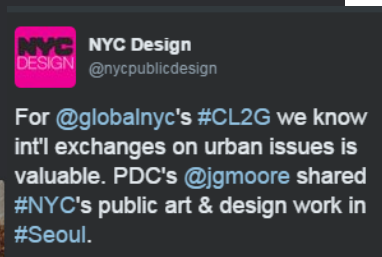 NYC
DESIGN
NYC Design
@nycpublicdesign
For @globalnyc's #CL2G we know
int'l exchanges on urban issues is
valuable. PDC's @jgmoore shared
#NYC's public art & design work in
#Seoul.